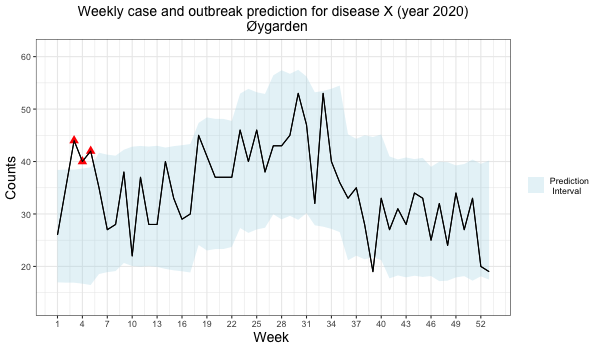 Weekly case and outbreak prediction for disease X (year 2020)
Øygarden
60
50
40
30
20
Counts
1 4 7 10 13 16 19 22 25 28 31 34 37 40 43 46 49 52
Week
Prediction
Interval